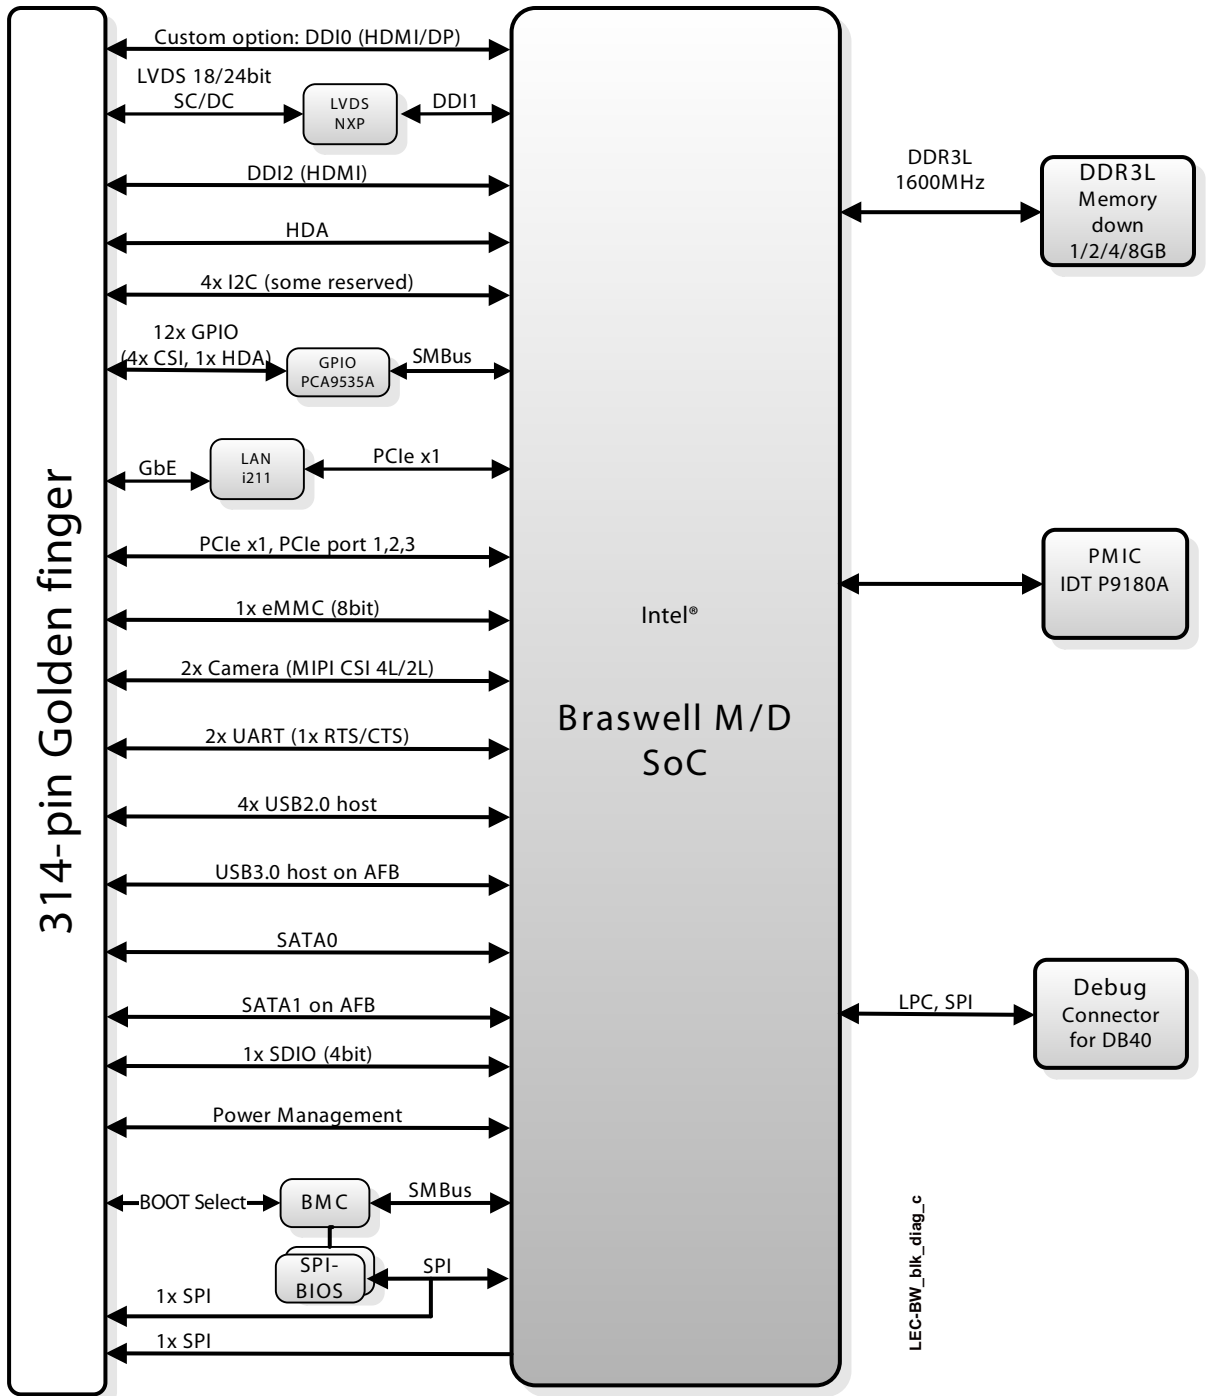 314-pin Golden finger
Custom option: DDI0 (HDMI/DP)
LVDS 18/24bit
SC/DC
LVDS
NXP
DDI1
DDI2 (HDMI)
HDA
4x I2C (some reserved)
12x GPIO
(4x CSI, 1x HDA)
GPIO
PCA9535A
SMBus
GbE
LAN
i211
PCIe x1
PCIe x1, PCIe port 1,2,3
1x eMMC (8bit)
2x Camera (MIPI CSI 4L/2L)
2x UART (1x RTS/CTS)
4x USB2.0 host
USB3.0 host on AFB
SATA0
SATA1 on AFB
1x SDIO (4bit)
Power Management
BOOT Select
BMC
SMBus
SPI-
BIOS
SPI
1x SPI
1x SPI
Intel®
Braswell M/D
SoC
DDR3L
1600MHz
DDR3L
Memory
down
1/2/4/8GB
PMIC
IDT P9180A
LPC, SPI
Debug
Connector
for DB40
LEC-BW_blk_diag_c